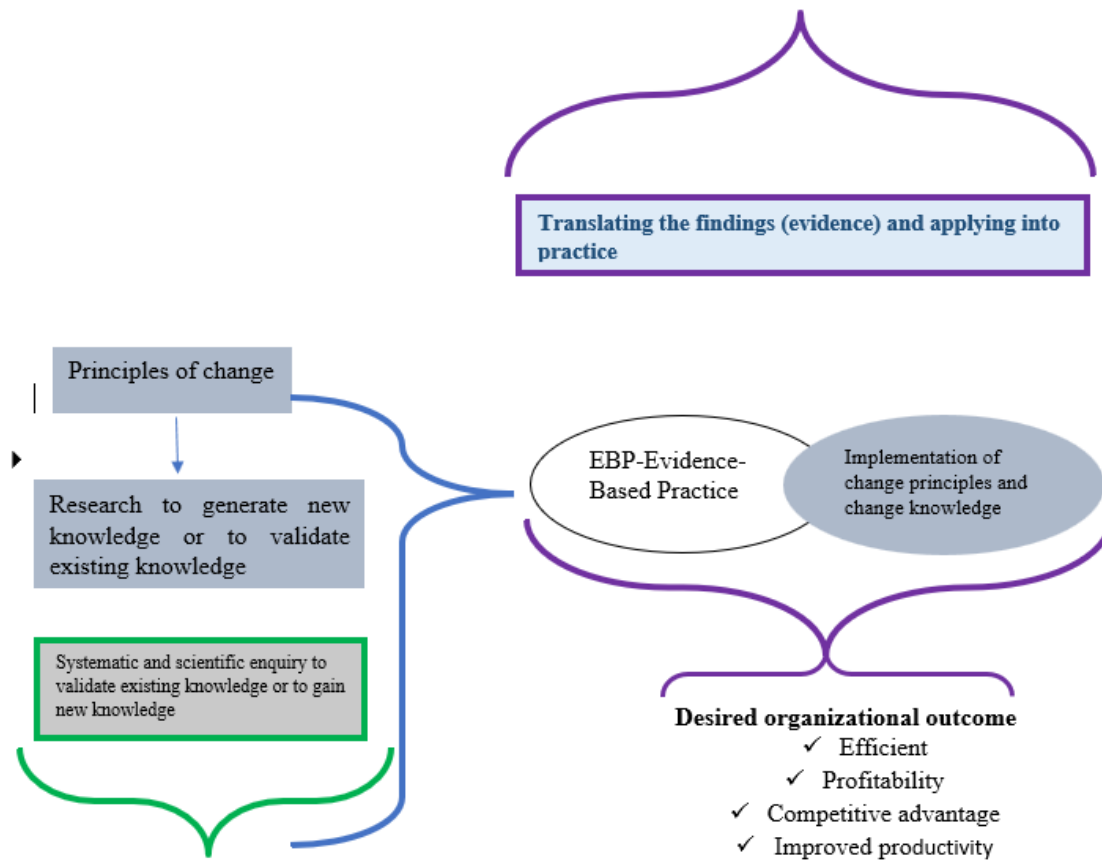 Translating the findings (evidence) and applying into
practice
Principles of change
Research to generate new
knowledge or to validate
existing knowledge
Systematic and scientific enquiry to
validate existing knowledge or to gain
new knowledge
EBP-Evidence-
Based Practice
Implementation of
change principles and
change knowledge
Desired organizational outcome
✓ Efficient
✓ Profitability
✓ Competitive advantage
✓ Improved productivity